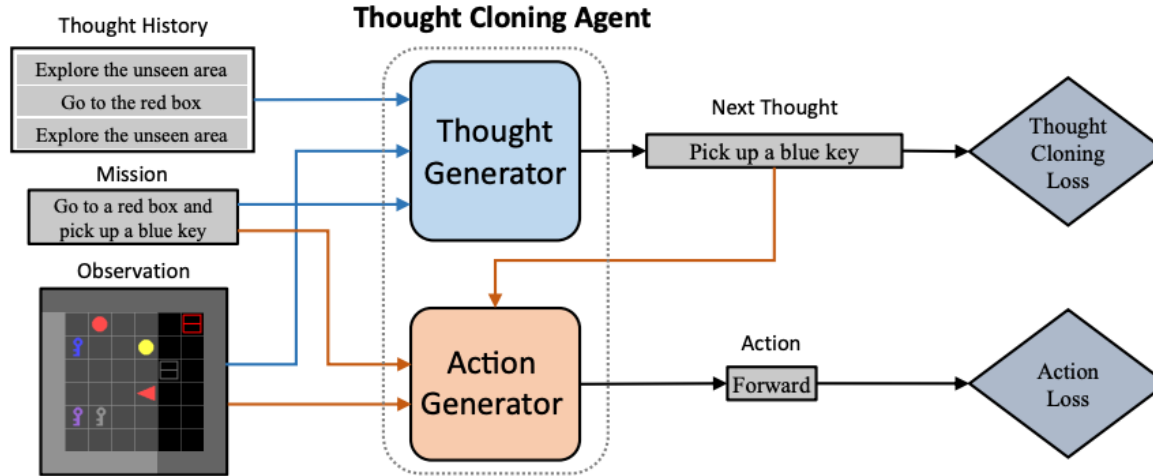 Thought Cloning Agent
Thought History
Explore the unseen area
Go to the red box
Explore the unseen area
Mission
Go to a red box and
pick up a blue key
Observation
Thought
Generator
Next Thought
Pick up a blue key
Thought
Cloning
Loss
Action
Generator
Action
Forward
Action
Loss